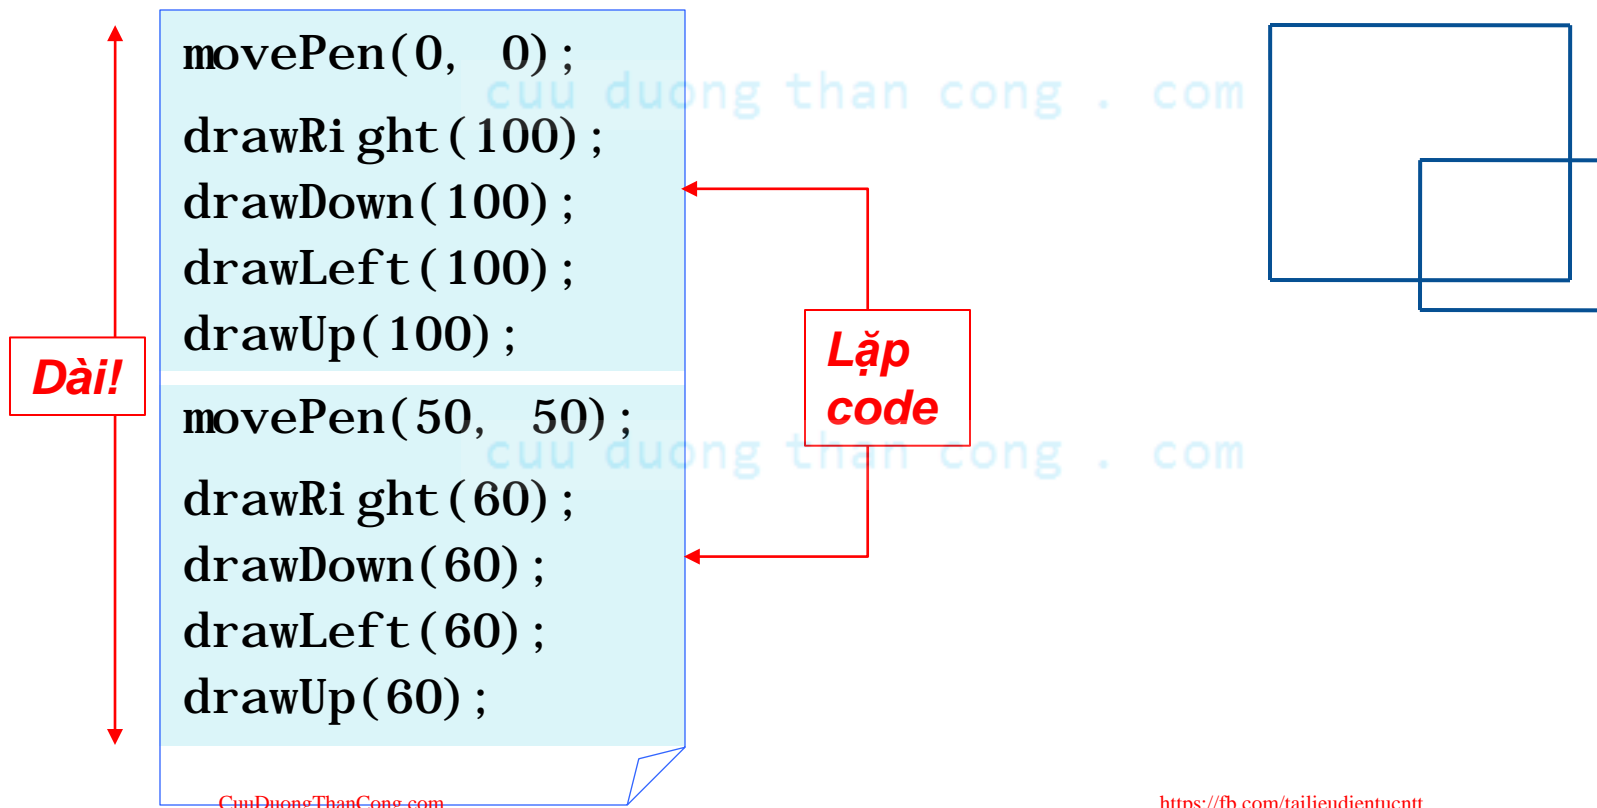 movePen(0, 0);
cuu duong than cong . com
drawRight(100);
drawDown(100);
drawLeft(100);
drawUp(100);
Dài!
Lặp
code
movePen(50, 50);
cuu duong than cong . com
drawRight(60);
drawDown(60);
drawLeft(60);
drawUp(60);
CuuDuongThanCong.com
https://fb.com/tailieudientucntt